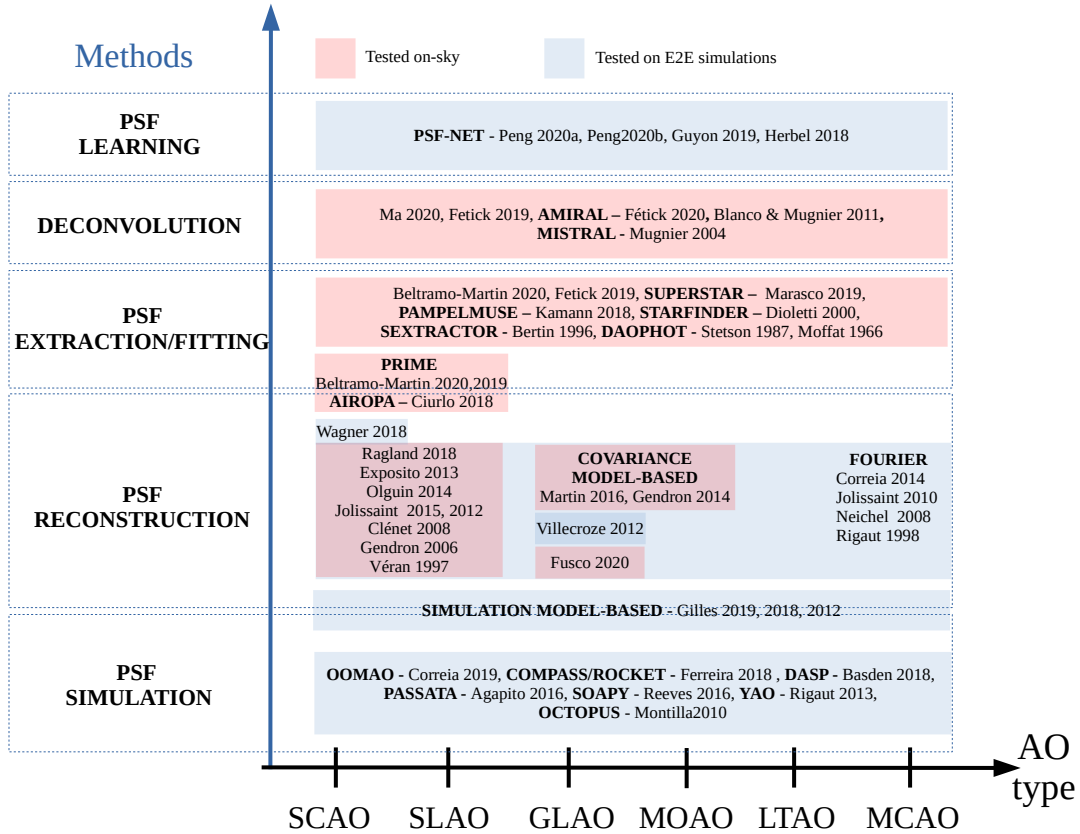 Methods
Tested on-sky
Tested on E2E simulations
PSF
LEARNING
PSF-NET - Peng 2020a, Peng2020b, Guyon 2019, Herbel 2018
DECONVOLUTION
Ma 2020, Fetick 2019, AMIRAL – Fétick 2020, Blanco & Mugnier 2011,
MISTRAL - Mugnier 2004
PSF
EXTRACTION/FITTING
Beltramo-Martin 2020, Fetick 2019, SUPERSTAR – Marasco 2019,
PAMPELMUSE – Kamann 2018, STARFINDER – Dioletti 2000,
SEXTRACTOR - Bertin 1996, DAOPHOT - Stetson 1987, Moffat 1966
PRIME
Beltramo-Martin 2020,2019
AIROPA – Ciurlo 2018
PSF
RECONSTRUCTION
Wagner 2018
Ragland 2018
Exposito 2013
Olguin 2014
Jolissaint 2015, 2012
Clénet 2008
Gendron 2006
Véran 1997
COVARIANCE
MODEL-BASED
Martin 2016, Gendron 2014
Villecroze 2012
Fusco 2020
FOURIER
Correia 2014
Jolissaint 2010
Neichel 2008
Rigaut 1998
SIMULATION MODEL-BASED - Gilles 2019, 2018, 2012
PSF
SIMULATION
OOMAO - Correia 2019, COMPASS/ROCKET - Ferreira 2018 , DASP - Basden 2018,
PASSATA - Agapito 2016, SOAPY - Reeves 2016, YAO - Rigaut 2013,
OCTOPUS - Montilla2010
AO
type
SCAO SLAO GLAO MOAO LTAO MCAO